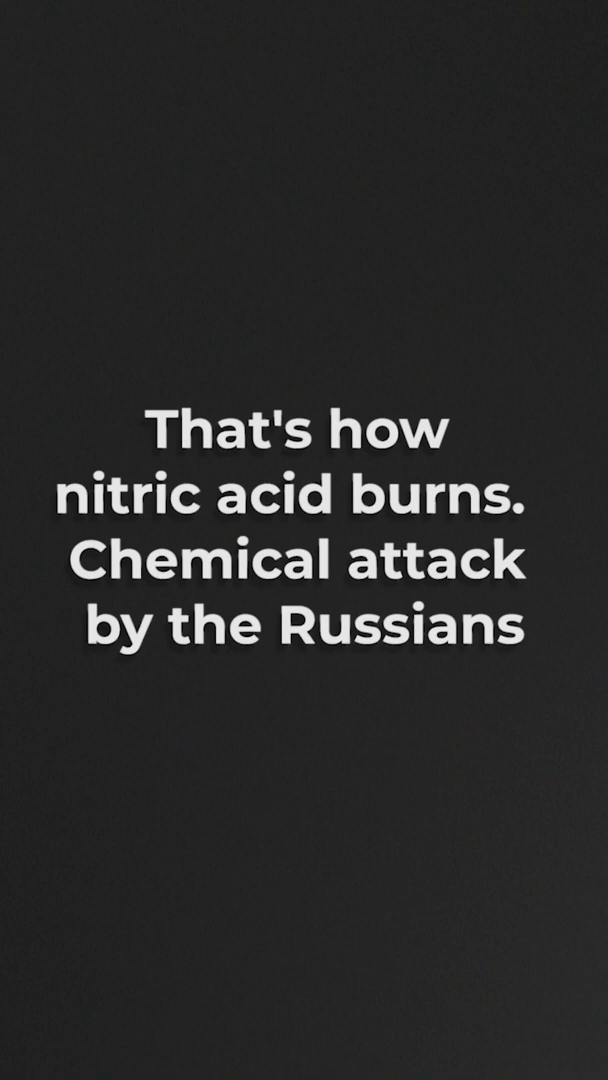 That's how
nitric acid burns.
Chemical attack
by the Russians